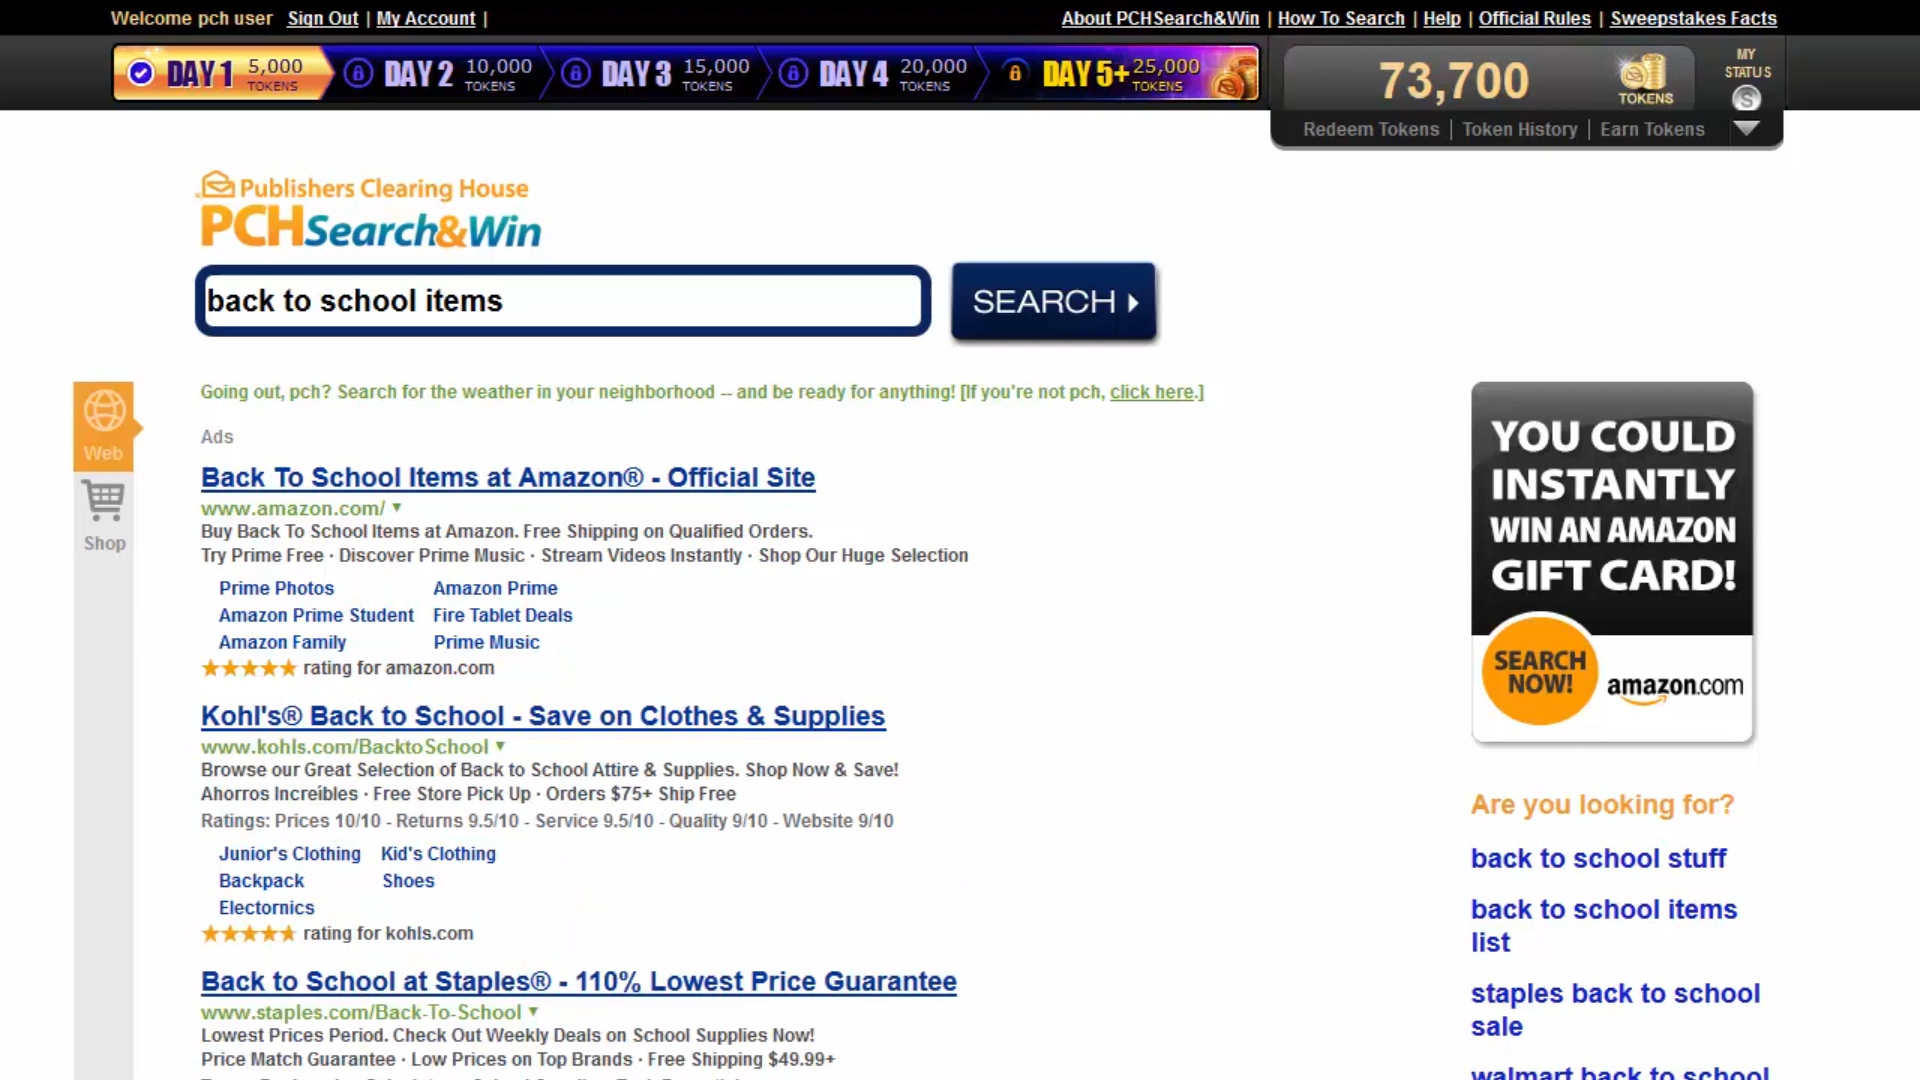 Welcome pch user Sign Out | My Account |
About PCHSearch&Win | How To Search | Help | Official Rules | Sweepstakes Facts
DAY 1 5,000 TOKENS
DAY 2 10,000 TOKENS
DAY 3 15,000 TOKENS
DAY 4 20,000 TOKENS
DAY 5+ 25,000 TOKENS
73,700
TOKENS
MY STATUS
S
Redeem Tokens | Token History | Earn Tokens
Publishers Clearing House
PCHSearch&Win
back to school items
SEARCH
Web
Shop
Going out, pch? Search for the weather in your neighborhood -- and be ready for anything! [If you're not pch, click here.]
Ads
Back To School Items at Amazon® - Official Site
www.amazon.com/
Buy Back To School Items at Amazon. Free Shipping on Qualified Orders.
Try Prime Free · Discover Prime Music · Stream Videos Instantly · Shop Our Huge Selection
Prime Photos Amazon Prime
Amazon Prime Student Fire Tablet Deals
Amazon Family Prime Music
rating for amazon.com
Kohl's® Back to School - Save on Clothes & Supplies
www.kohls.com/BacktoSchool
Browse our Great Selection of Back to School Attire & Supplies. Shop Now & Save!
Ahorros Increíbles · Free Store Pick Up · Orders $75+ Ship Free
Ratings: Prices 10/10 - Returns 9.5/10 - Service 9.5/10 - Quality 9/10 - Website 9/10
Junior's Clothing Kid's Clothing
Backpack Shoes
Electornics
rating for kohls.com
Back to School at Staples® - 110% Lowest Price Guarantee
www.staples.com/Back-To-School
Lowest Prices Period. Check Out Weekly Deals on School Supplies Now!
Price Match Guarantee · Low Prices on Top Brands · Free Shipping $49.99+
YOU COULD
INSTANTLY
WIN AN AMAZON
GIFT CARD!
SEARCH
NOW!
amazon.com
Are you looking for?
back to school stuff
back to school items
list
staples back to school
sale
walmart back to school